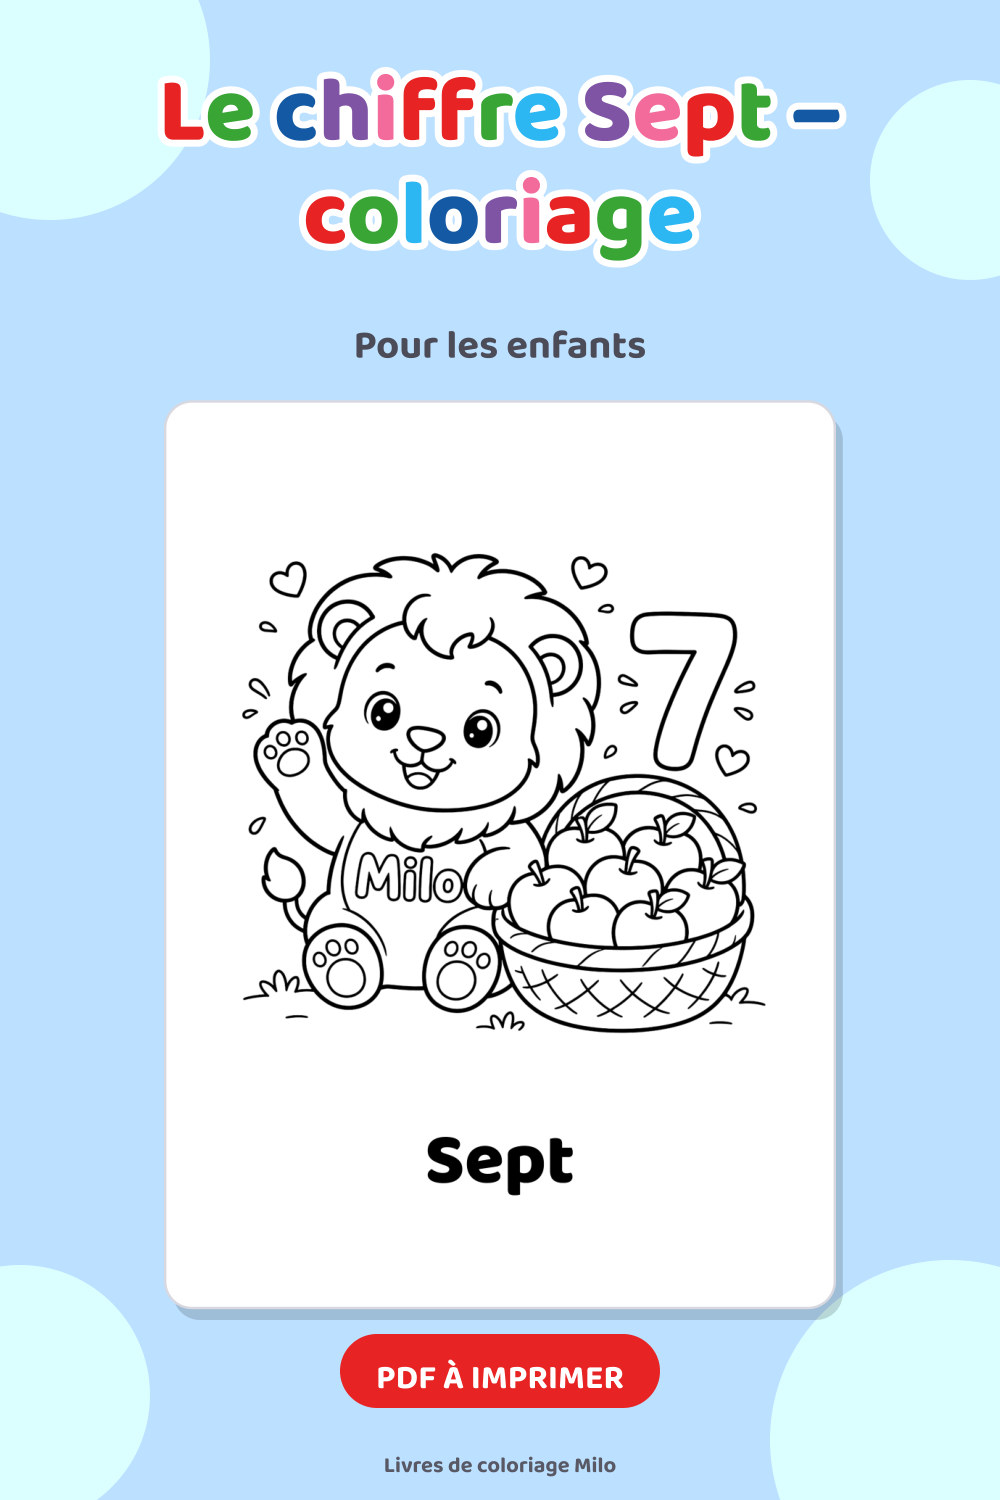 Le chiffre Sept –
coloriage
Pour les enfants
7
Milo
Sept
PDF À IMPRIMER
Livres de coloriage Milo